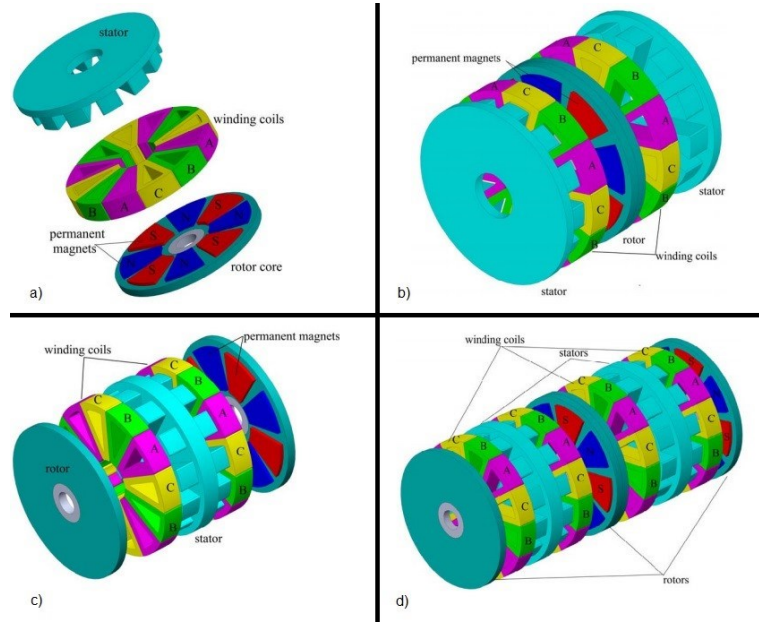 stator
winding coils
A
B
C
A
B
permanent
magnets
S
S
N
N
S
N
S
N
S
rotor core
a)
permanent magnets
A
C
B
A
C
B
A
C
B
A
C
B
stator
rotor
winding coils
stator
b)
winding coils
permanent magnets
C
B
A
C
B
C
B
A
C
B
rotor
stator
c)
winding coils
stators
C
B
A
C
B
C
B
A
C
B
S
N
S
C
B
A
C
B
C
B
A
C
B
S
S
rotors
d)